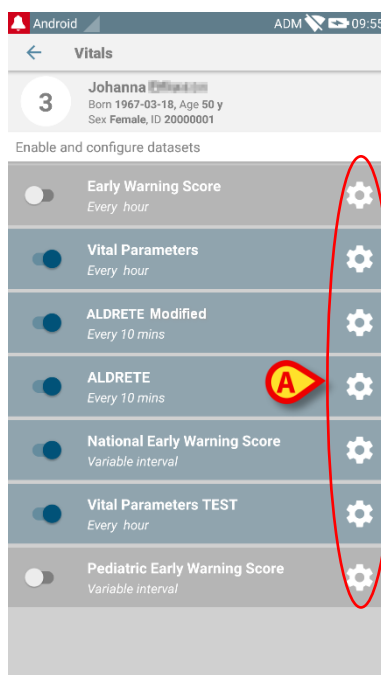 Android ADM 09:55
Vitals
3
Johanna
Born 1967-03-18, Age 50 y
Sex Female, ID 20000001
Enable and configure datasets
Early Warning Score
Every hour
Vital Parameters
Every hour
ALDRETE Modified
Every 10 mins
ALDRETE
Every 10 mins
A
National Early Warning Score
Variable interval
Vital Parameters TEST
Every hour
Pediatric Early Warning Score
Variable interval